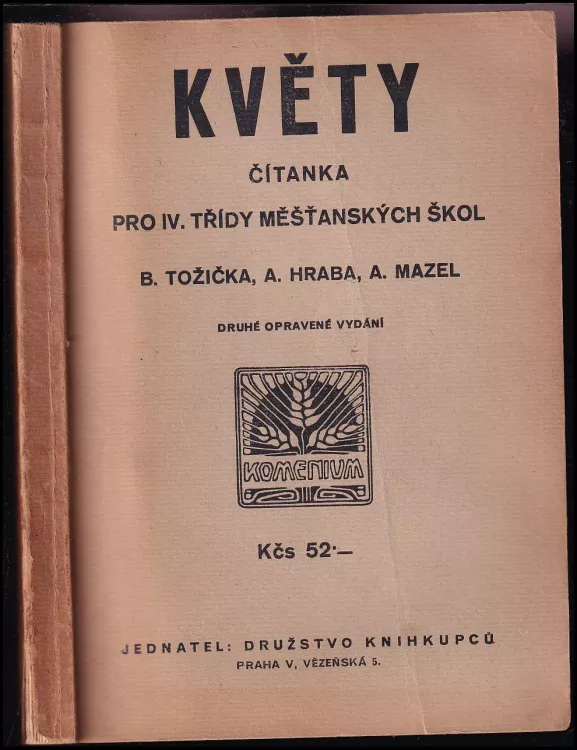 KVĚTY
ČÍTANKA
PRO IV. TŘÍDY MĚŠŤANSKÝCH ŠKOL
B. TOŽIČKA, A. HRABA, A. MAZEL
DRUHÉ OPRAVENÉ VYDÁNÍ
KOMENIUM
Kčs 52·—
JEDNATEL: DRUŽSTVO KNIHKUPCŮ
PRAHA V, VĚZEŇSKÁ 5.